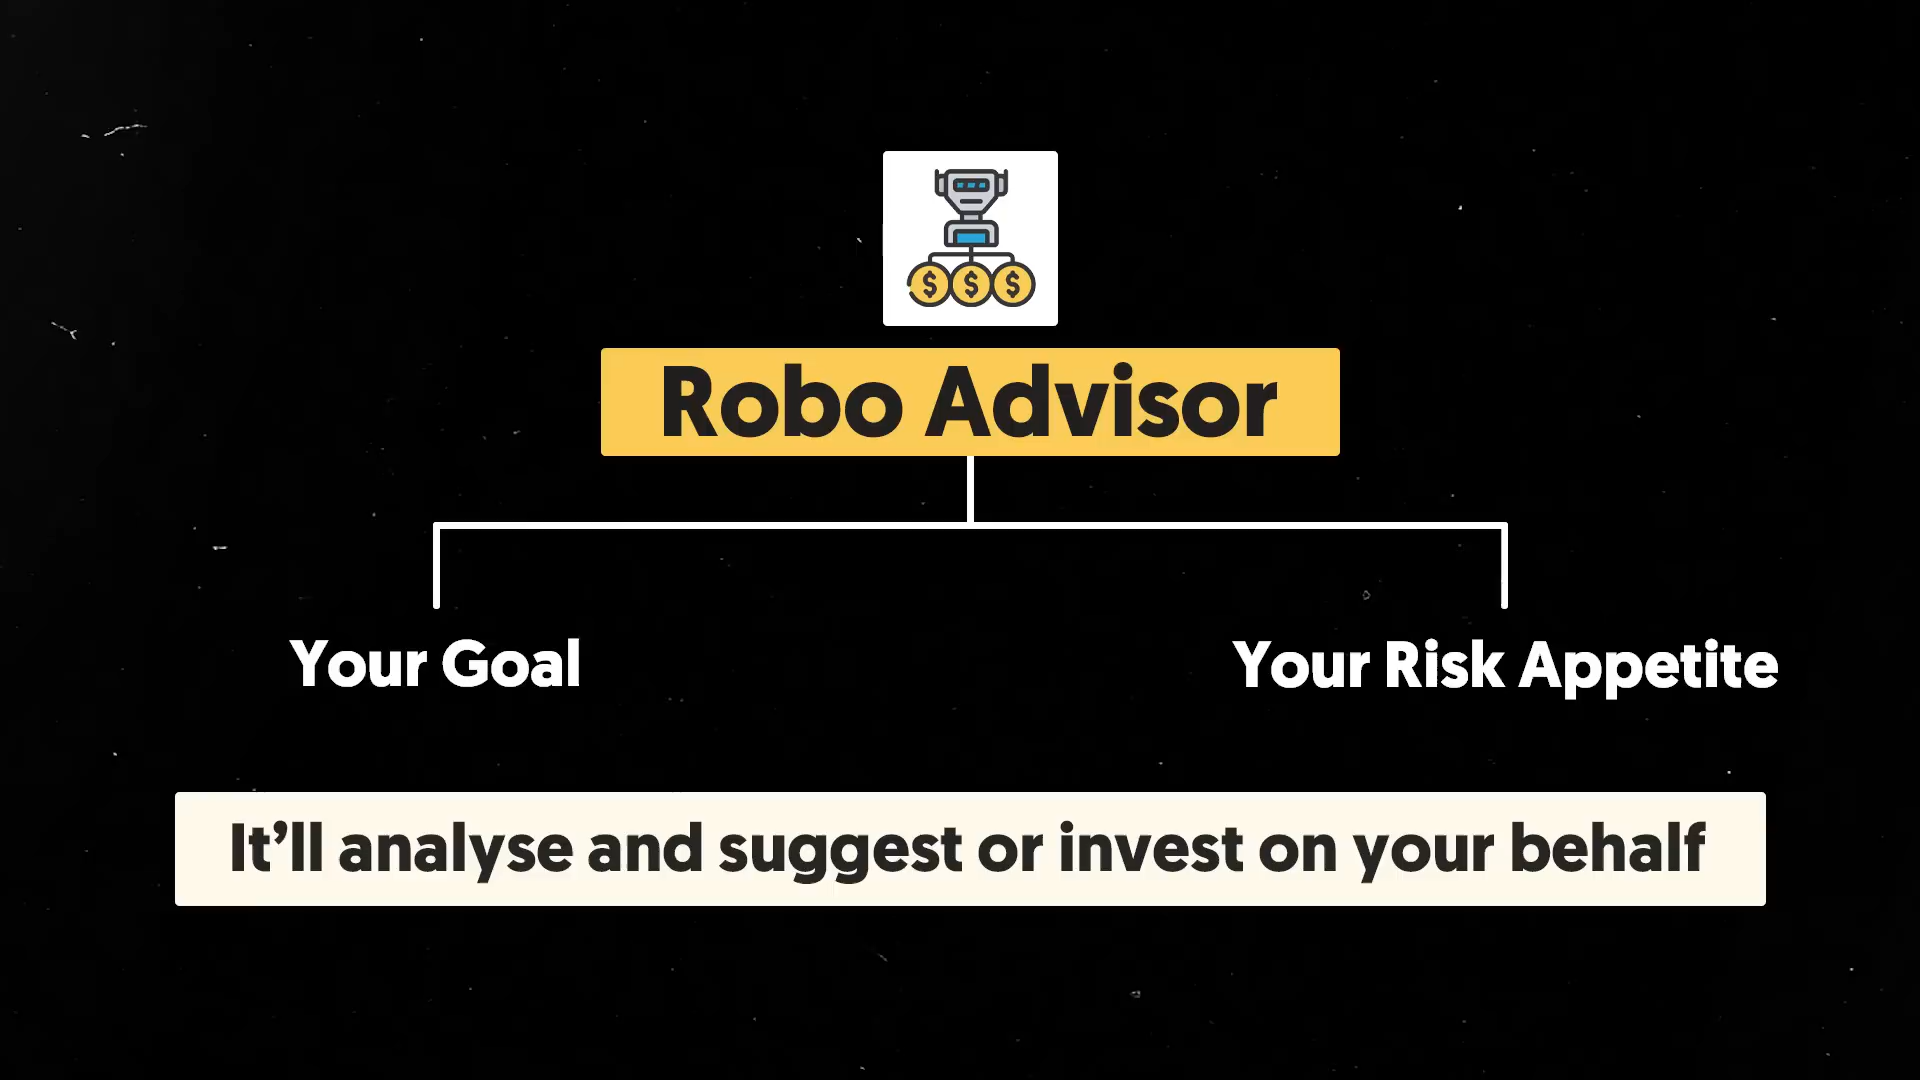 Robo Advisor
Your Goal
Your Risk Appetite
It’ll analyse and suggest or invest on your behalf